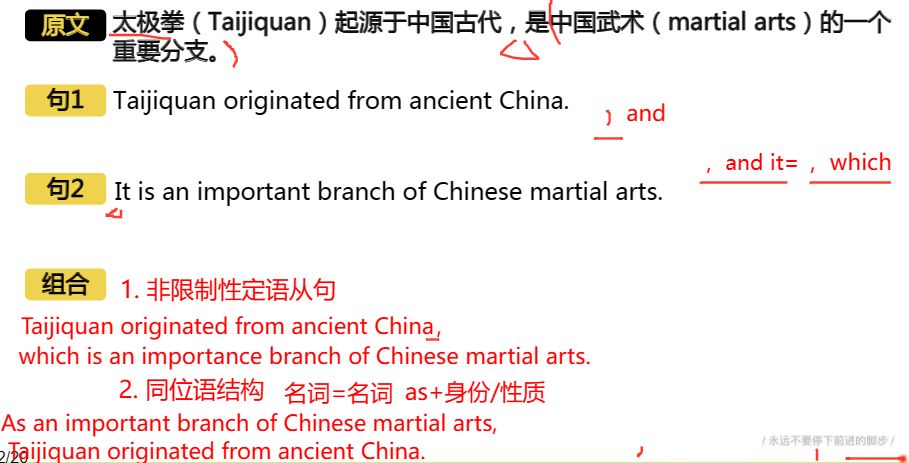 原文 太极拳（Taijiquan）起源于中国古代，是中国武术（martial arts）的一个
重要分支。
句1 Taijiquan originated from ancient China.
, and
, and it= , which
句2 It is an important branch of Chinese martial arts.
组合 1. 非限制性定语从句
Taijiquan originated from ancient China,
which is an importance branch of Chinese martial arts.
2. 同位语结构 名词=名词 as+身份/性质
As an important branch of Chinese martial arts,
Taijiquan originated from ancient China.
/ 永远不要停下前进的脚步 /
2/20